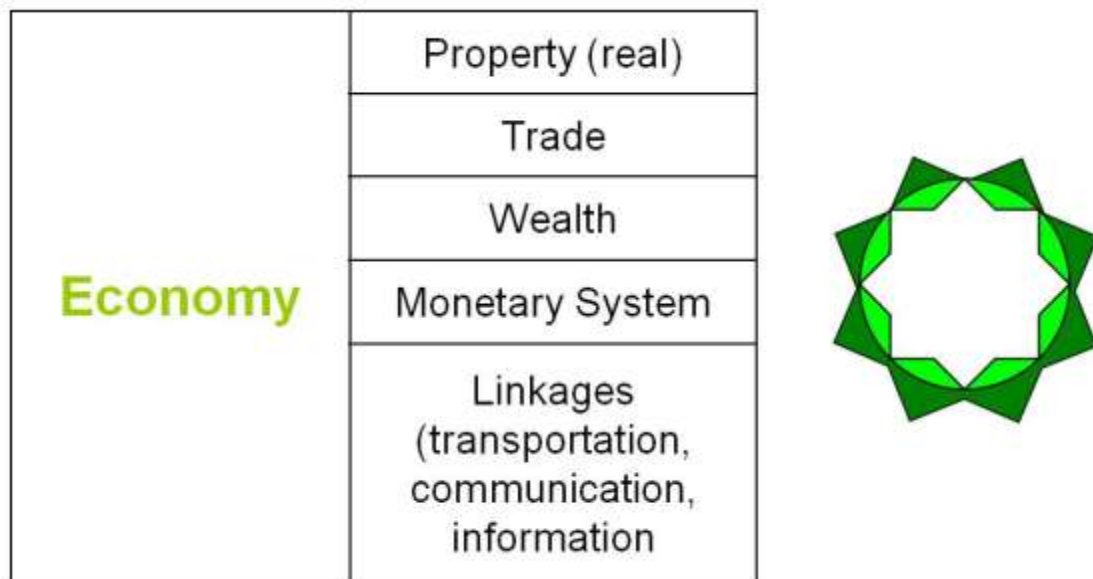 Economy
Property (real)
Trade
Wealth
Monetary System
Linkages
(transportation,
communication,
information